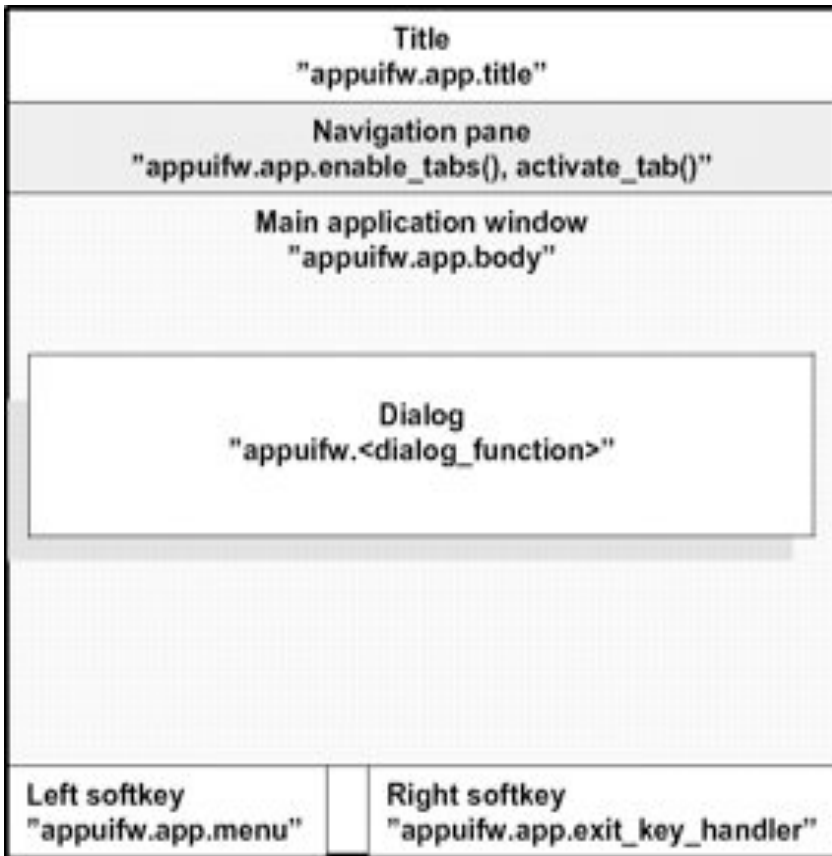 Title
”appuifw.app.title”
Navigation pane
”appuifw.app.enable_tabs(), activate_tab()”
Main application window
”appuifw.app.body”
Dialog
”appuifw.<dialog_function>”
Left softkey
”appuifw.app.menu”
Right softkey
”appuifw.app.exit_key_handler”